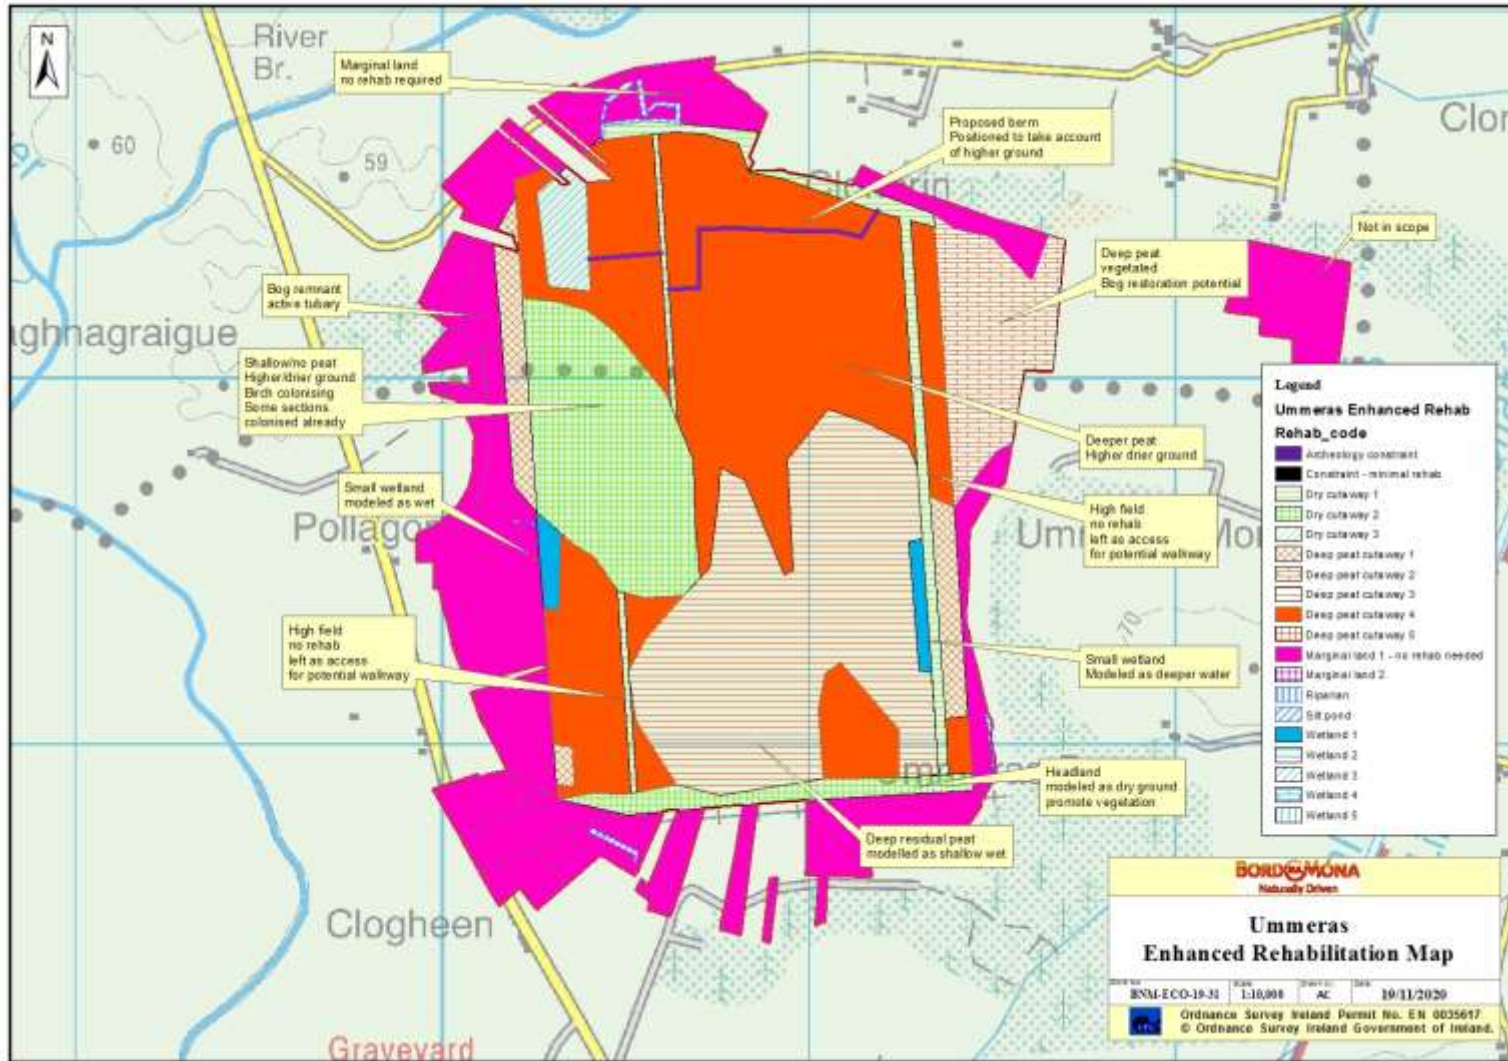 N
River
Br.
60
59
Marginal land
no rehab required
Proposed berm
Positioned to take account
of higher ground
Not in scope
Deep peat
vegetated
Bog restoration potential
Bog remnant
active turbary
aghnagraigue
Shallow/no peat
Higher/drier ground
Birch colonising
Some sections
colonised already
Deeper peat
Higher drier ground
Small wetland
modeled as wet
High field
no rehab
left as access
for potential walkway
High field
no rehab
left as access
for potential walkway
70
Small wetland
Modeled as deeper water
Headland
modeled as dry ground
promote vegetation
Deep residual peat
modelled as shallow wet
Clogheen
Graveyard
Legend
Ummeras Enhanced Rehab
Rehab_code
Archeology constraint
Constraint - minimal rehab
Dry cutaway 1
Dry cutaway 2
Dry cutaway 3
Deep peat cutaway 1
Deep peat cutaway 2
Deep peat cutaway 3
Deep peat cutaway 4
Deep peat cutaway 5
Marginal land 1 - no rehab needed
Marginal land 2
Riparian
Silt pond
Wetland 1
Wetland 2
Wetland 3
Wetland 4
Wetland 5
BORD NA MÓNA
Naturally Driven
Ummeras
Enhanced Rehabilitation Map
BNM-ECO-19-31 1:10,000 AC 19/11/2020
Ordnance Survey Ireland Permit No. EN 0035617
© Ordnance Survey Ireland Government of Ireland.